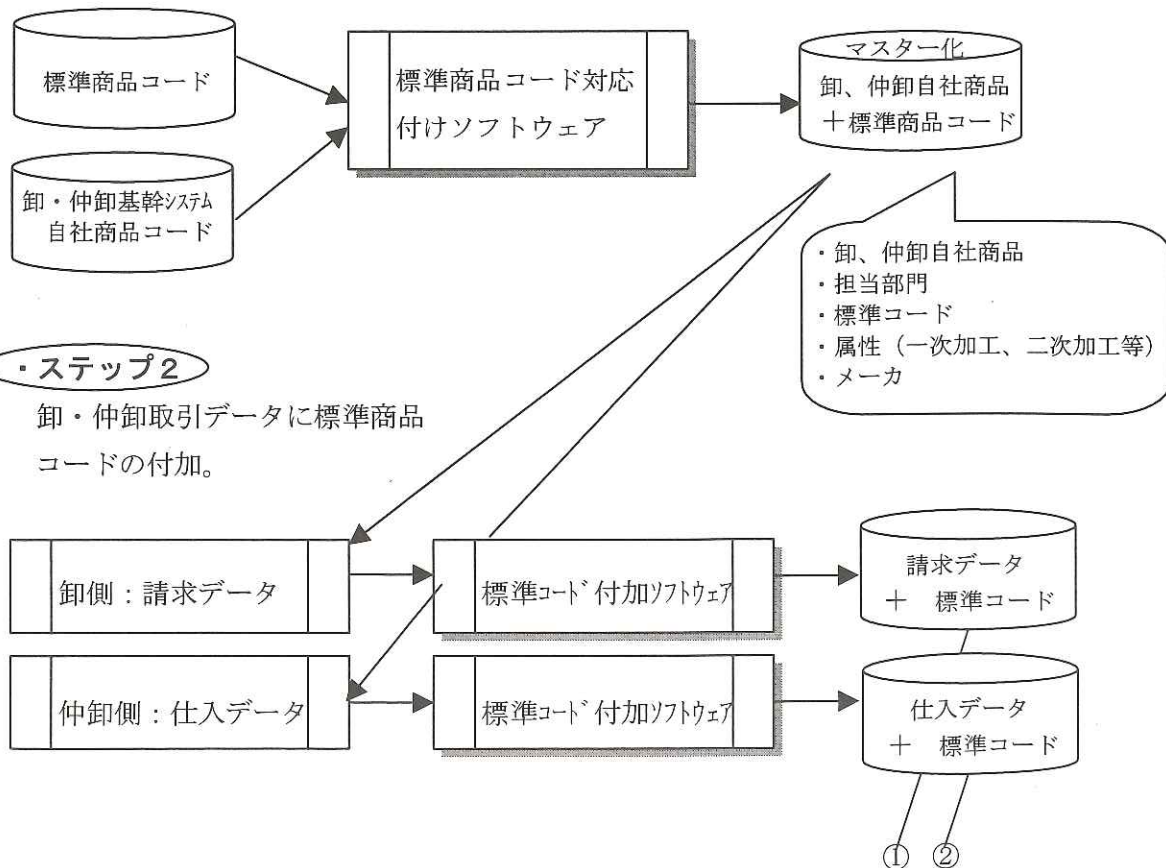 標準商品コード
卸・仲卸基幹システム
自社商品コード
標準商品コード対応
付けソフトウェア
マスター化
卸、仲卸自社商品
＋標準商品コード
・卸、仲卸自社商品
・担当部門
・標準コード
・属性（一次加工、二次加工等）
・メーカ
・ステップ２
卸・仲卸取引データに標準商品
コードの付加。
卸側：請求データ
標準コード付加ソフトウェア
請求データ
＋　標準コード
仲卸側：仕入データ
標準コード付加ソフトウェア
仕入データ
＋　標準コード
① ②